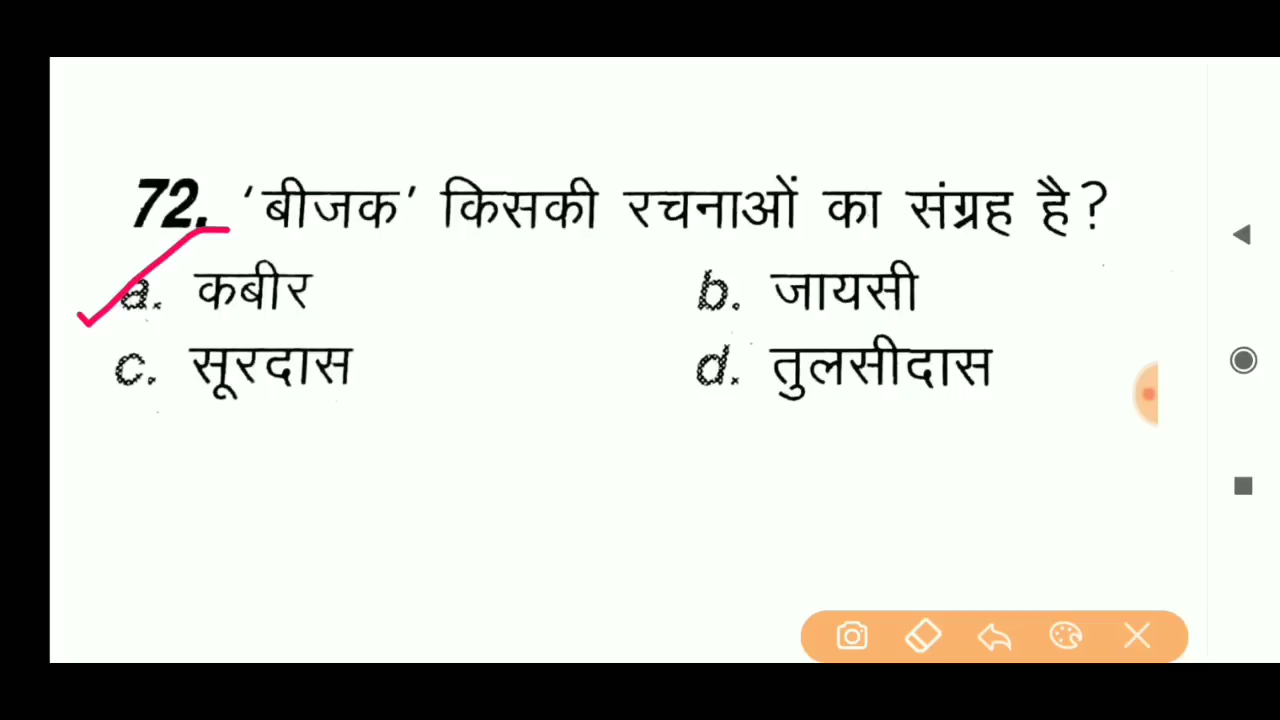 72. 'बीजक' किसकी रचनाओं का संग्रह है?
a. कबीर b. जायसी
c. सूरदास d. तुलसीदास